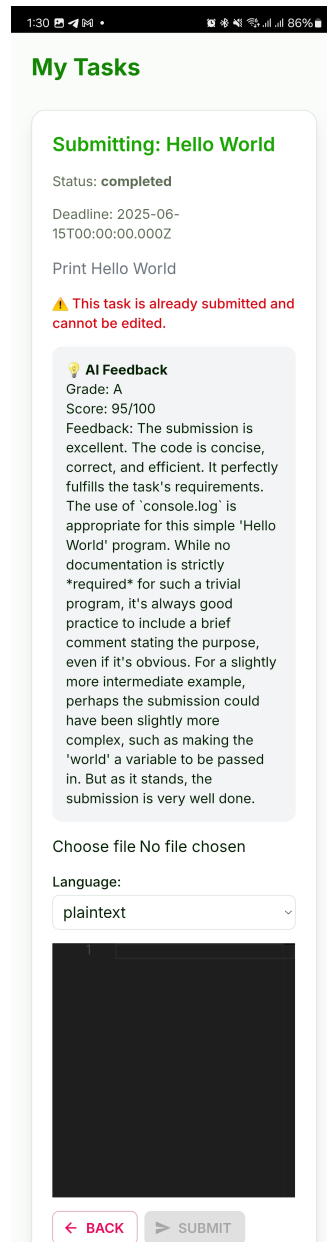 1:30
86%
My Tasks
Submitting: Hello World
Status: completed
Deadline: 2025-06-
15T00:00:00.000Z
Print Hello World
⚠️ This task is already submitted and
cannot be edited.
💡 AI Feedback
Grade: A
Score: 95/100
Feedback: The submission is
excellent. The code is concise,
correct, and efficient. It perfectly
fulfills the task's requirements.
The use of `console.log` is
appropriate for this simple 'Hello
World' program. While no
documentation is strictly
*required* for such a trivial
program, it's always good
practice to include a brief
comment stating the purpose,
even if it's obvious. For a slightly
more intermediate example,
perhaps the submission could
have been slightly more
complex, such as making the
'world' a variable to be passed
in. But as it stands, the
submission is very well done.
Choose file No file chosen
Language:
plaintext
1
BACK
SUBMIT